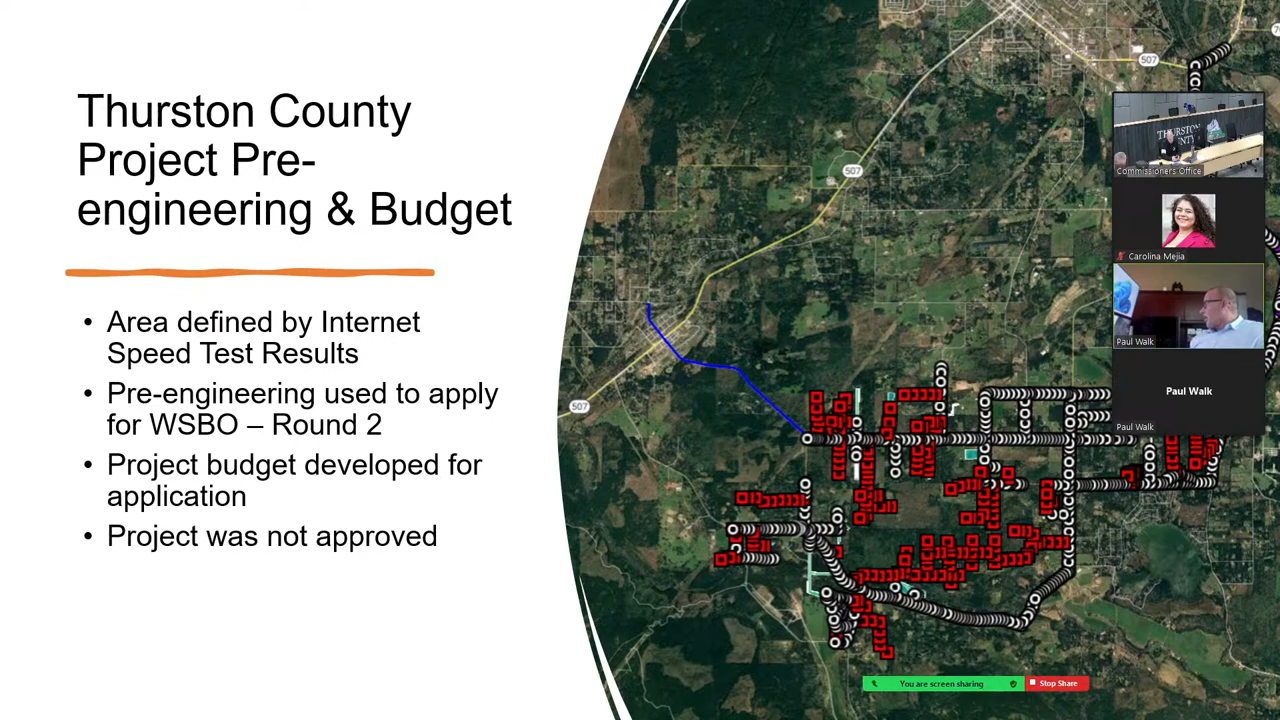 Thurston County
Project Pre-
engineering & Budget
• Area defined by Internet
Speed Test Results
• Pre-engineering used to apply
for WSBO – Round 2
• Project budget developed for
application
• Project was not approved
507
507
507
THURSTON
COUNTY
Commissioners Office
Carolina Mejia
Paul Walk
Paul Walk
Paul Walk
You are screen sharing
Stop Share